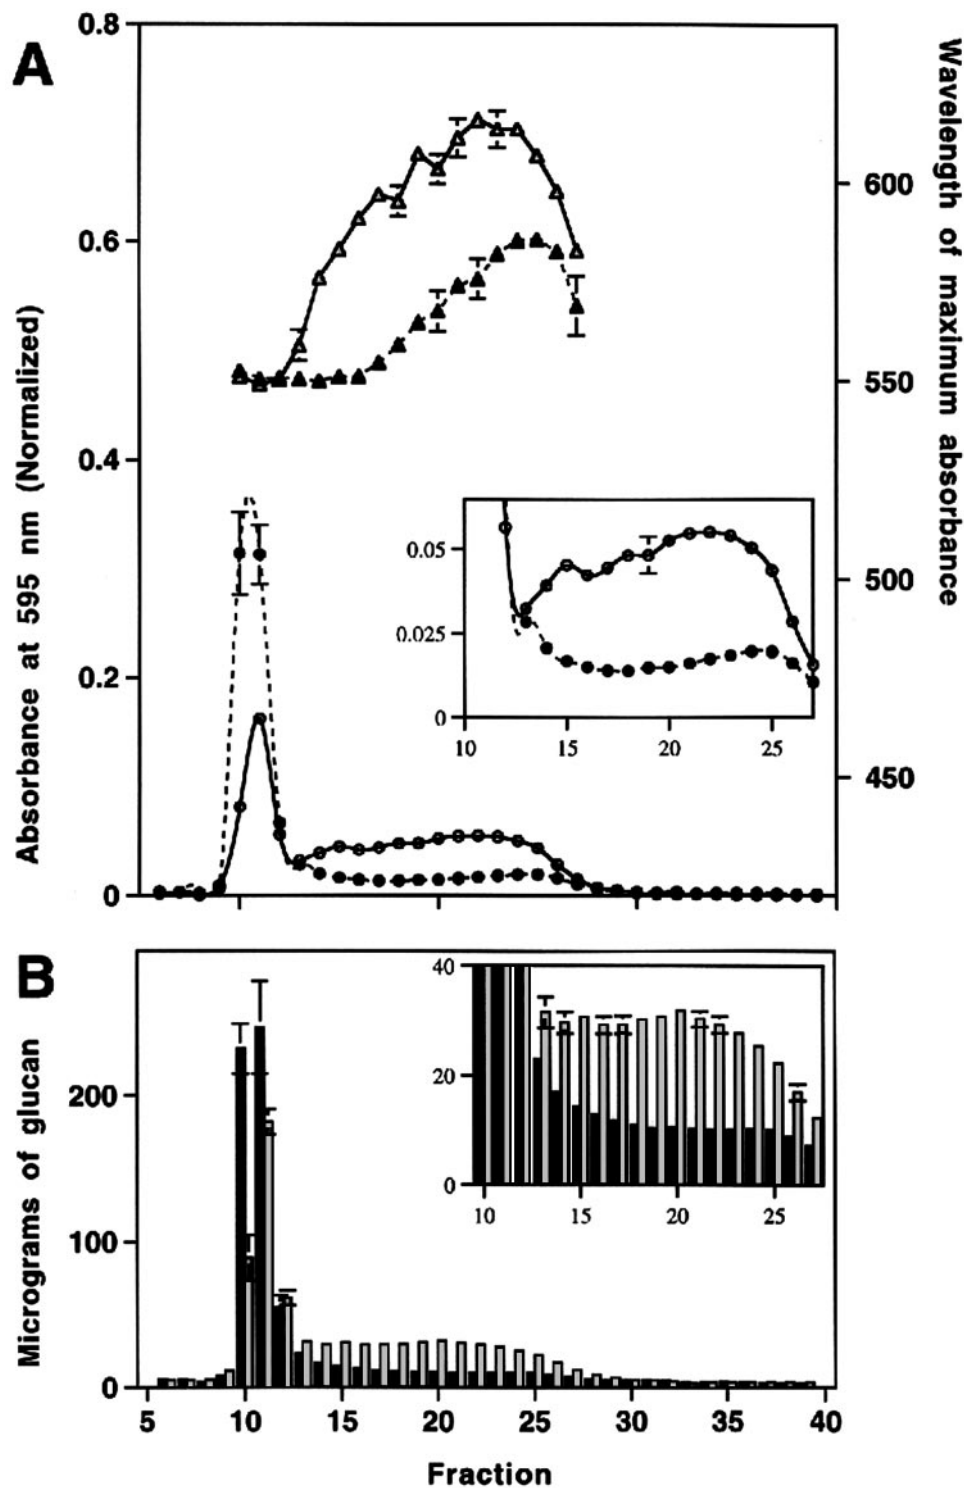 A
0.8
0.6
0.4
0.2
0
Absorbance at 595 nm (Normalized)
600
550
500
450
Wavelength of maximum absorbance
0.05
0.025
0
10 15 20 25
B
200
100
0
Micrograms of glucan
40
20
0
10 15 20 25
5 10 15 20 25 30 35 40
Fraction